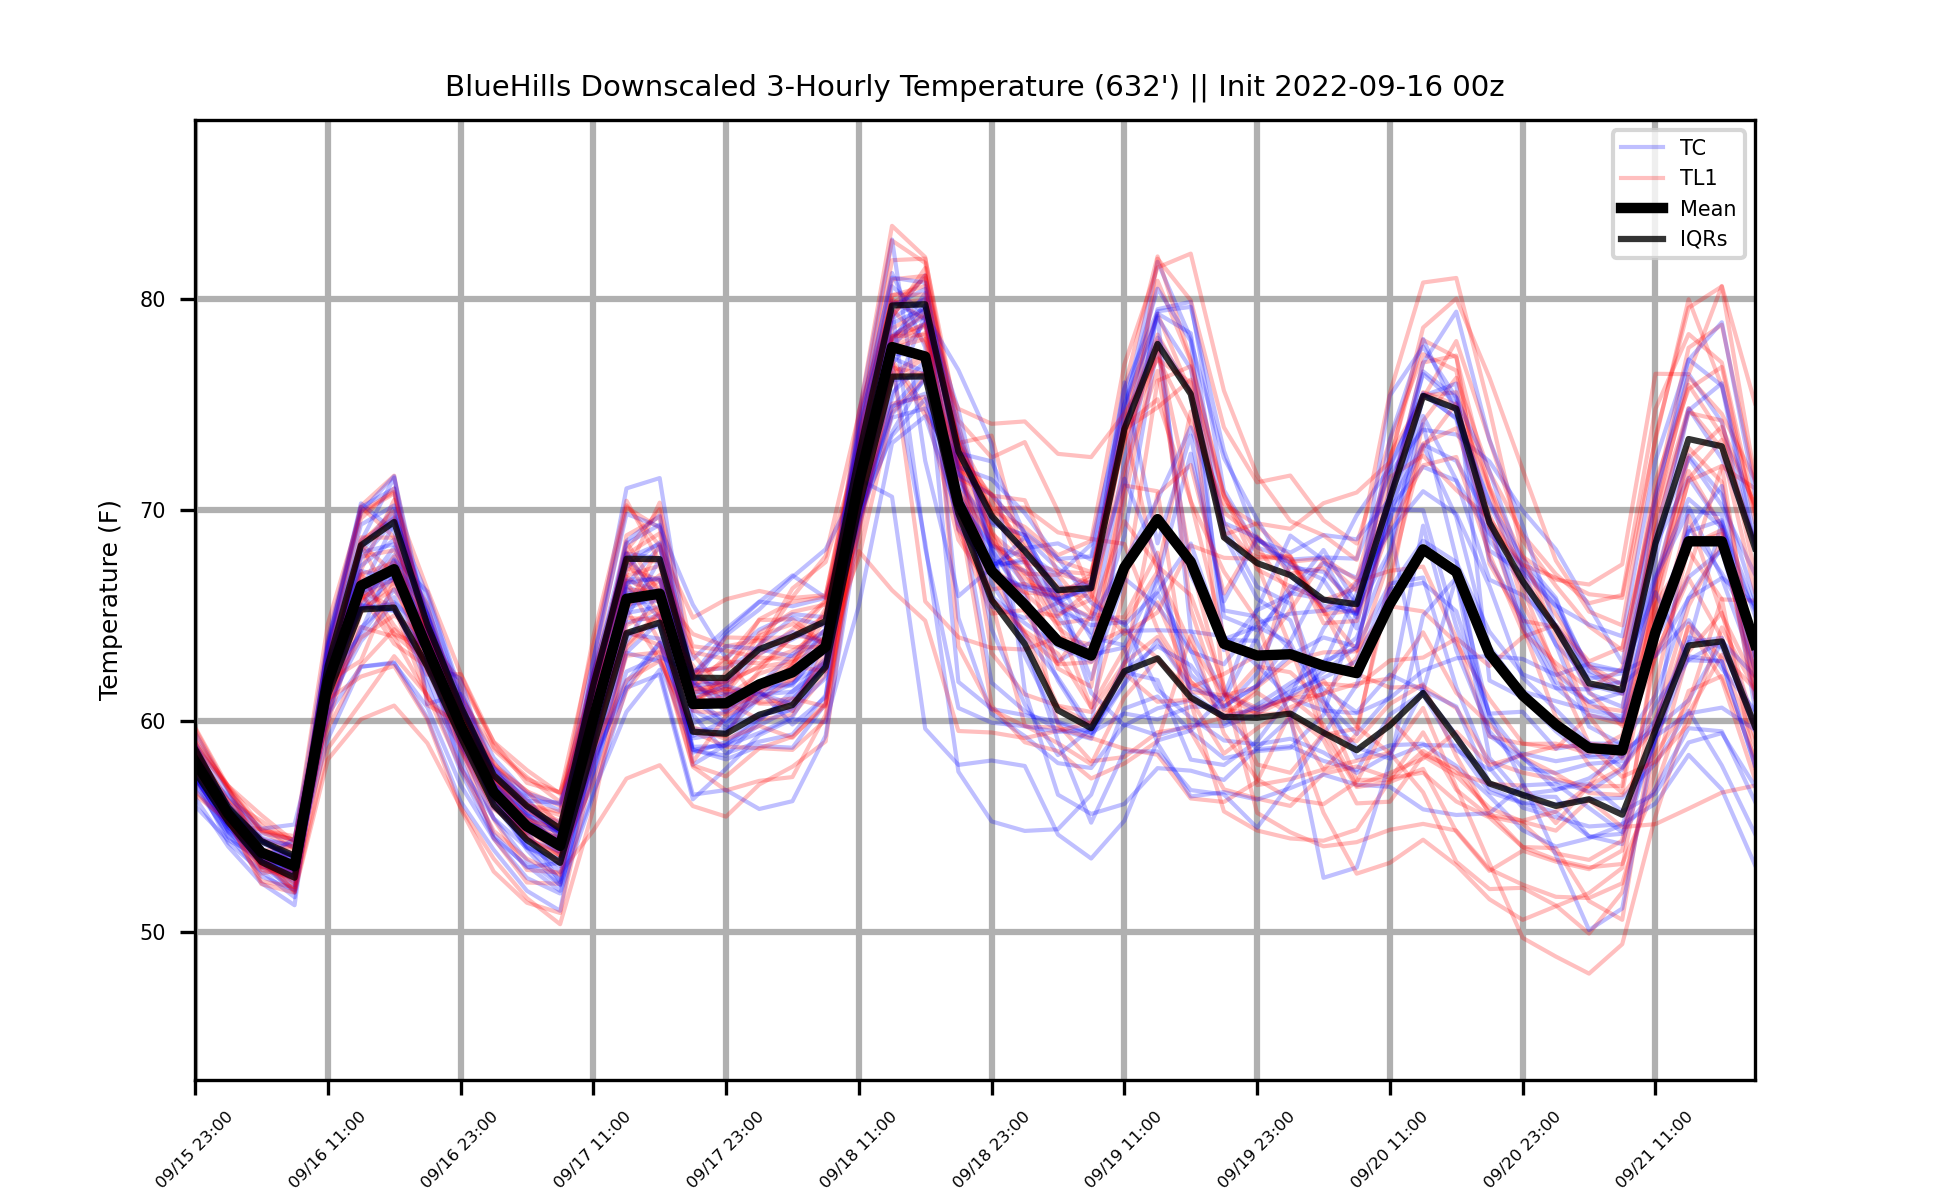 BlueHills Downscaled 3-Hourly Temperature (632') || Init 2022-09-16 00z
TC
TL1
Mean
IQRs
Temperature (F)
80
70
60
50
09/15 23:00
09/16 11:00
09/16 23:00
09/17 11:00
09/17 23:00
09/18 11:00
09/18 23:00
09/19 11:00
09/19 23:00
09/20 11:00
09/20 23:00
09/21 11:00